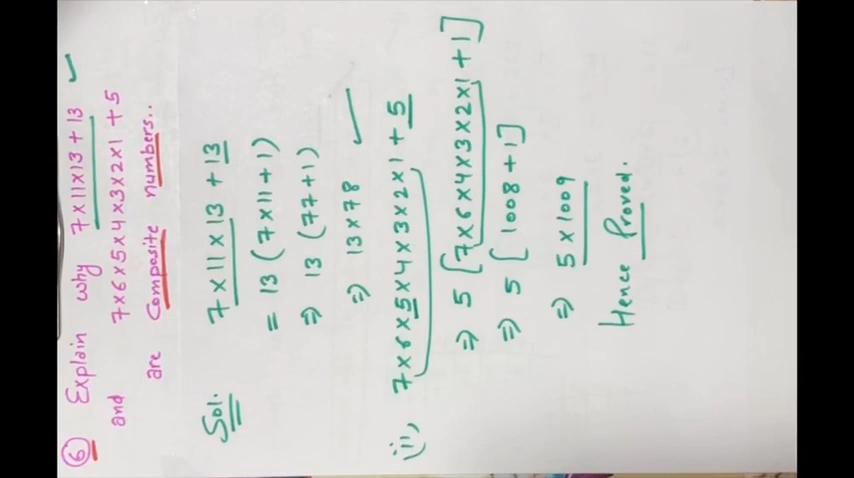 ⑥ Explain why 7×11×13+13
and 7×6×5×4×3×2×1+5
are Composite numbers..
Sol. 7×11×13+13
= 13(7×11+1)
⇒ 13(77+1)
⇒ 13×78
(ii) 7×6×5×4×3×2×1+5
⇒ 5[7×6×4×3×2×1+1]
⇒ 5[1008+1]
⇒ 5×1009
Hence Proved.